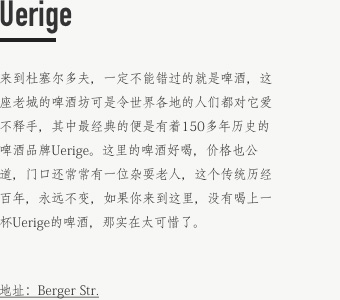 Uerige
来到杜塞尔多夫，一定不能错过的就是啤酒，这
座老城的啤酒坊可是令世界各地的人们都对它爱
不释手，其中最经典的便是有着150多年历史的
啤酒品牌Uerige。这里的啤酒好喝，价格也公
道，门口还常常有一位杂耍老人，这个传统历经
百年，永远不变，如果你来到这里，没有喝上一
杯Uerige的啤酒，那实在太可惜了。
地址：Berger Str.